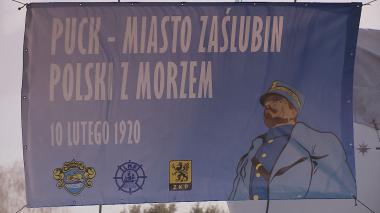 PUCK - MIASTO ZAŚLUBIN
POLSKI Z MORZEM
10 LUTEGO 1920
ZKP